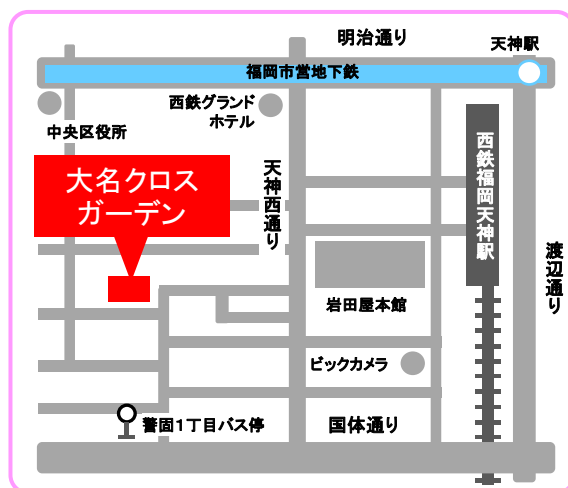 明治通り
天神駅
福岡市営地下鉄
西鉄グランド
ホテル
中央区役所
大名クロス
ガーデン
天神西通り
西鉄福岡天神駅
渡辺通り
岩田屋本館
ビックカメラ
警固1丁目バス停
国体通り